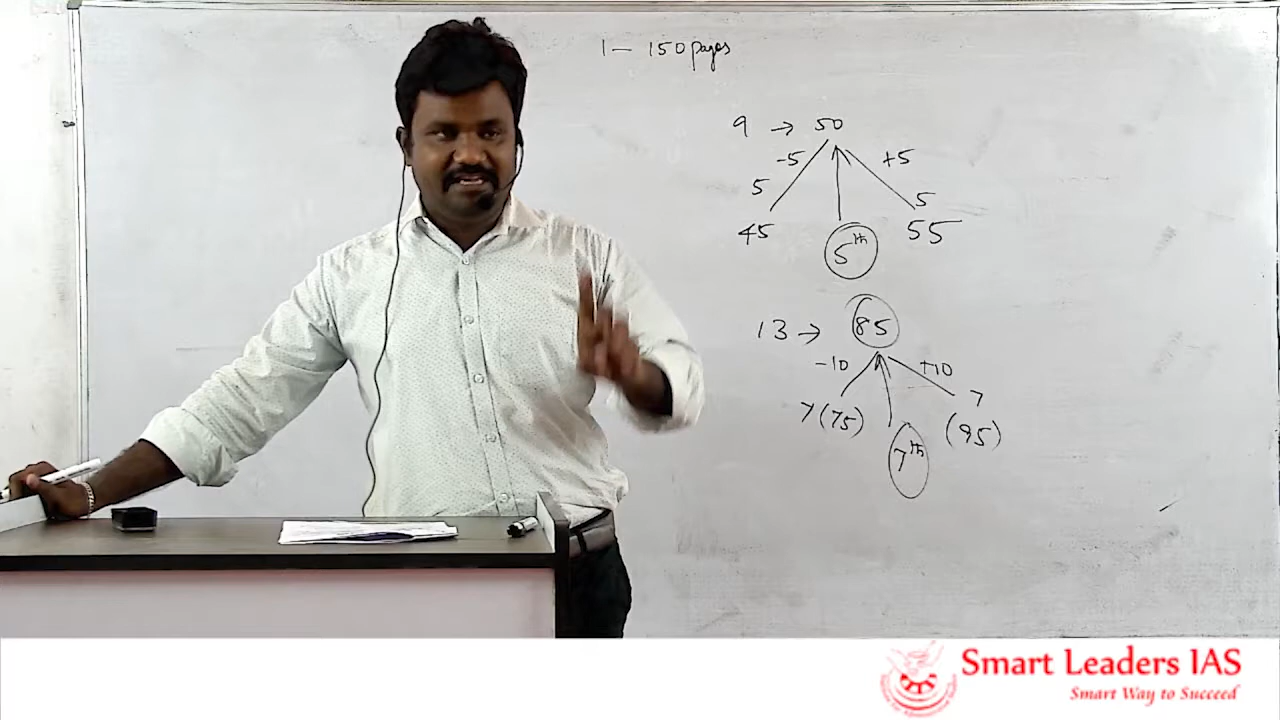 1 – 150 pages
9 → 50
-5 +5
5 5
45 5th 55
13 → 85
-10 +10
7 (75) 7
7th (95)
Smart Leaders IAS
Smart Way to Succeed